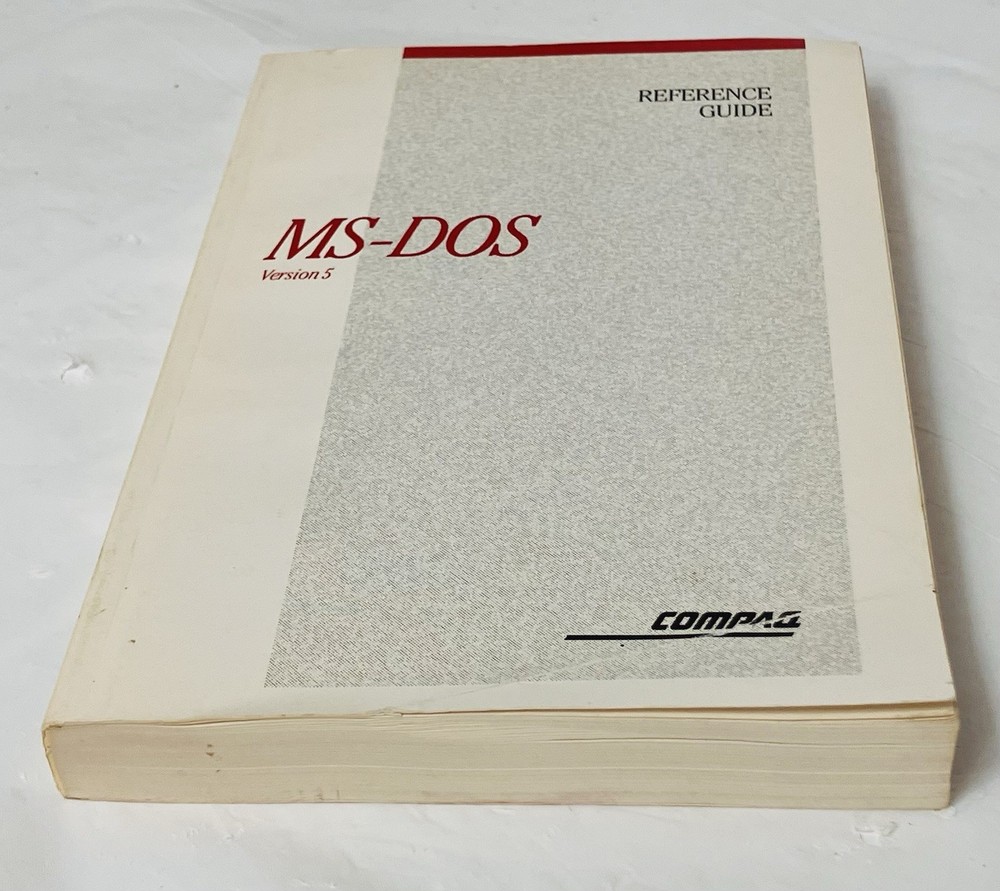 REFERENCE
GUIDE
MS-DOS
Version 5
COMPAQ